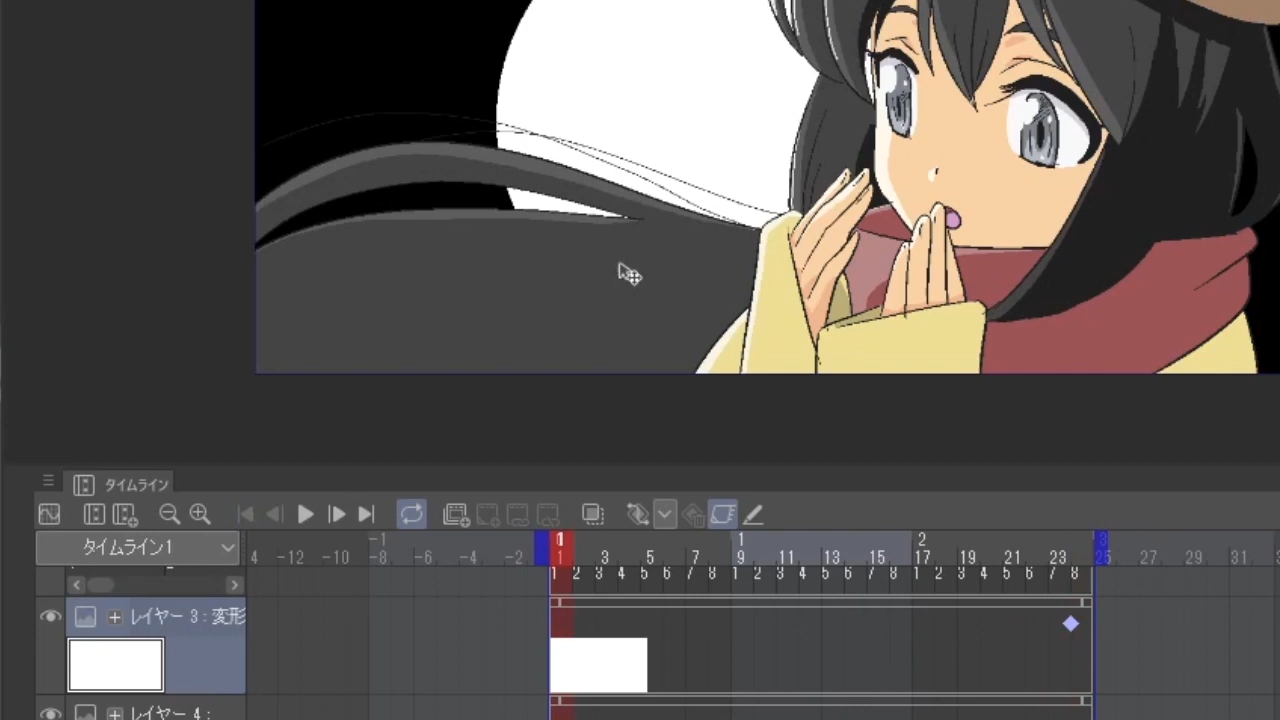 タイムライン
タイムライン1
-1 0 1 2 3
4 -12 -10 -8 -6 -4 -2 1 3 5 7 9 11 13 15 17 19 21 23 25 27 29 31
1 2 3 4 5 6 7 8 1 2 3 4 5 6 7 8 1 2 3 4 5 6 7 8
レイヤー 3 : 変形
レイヤー 4 :